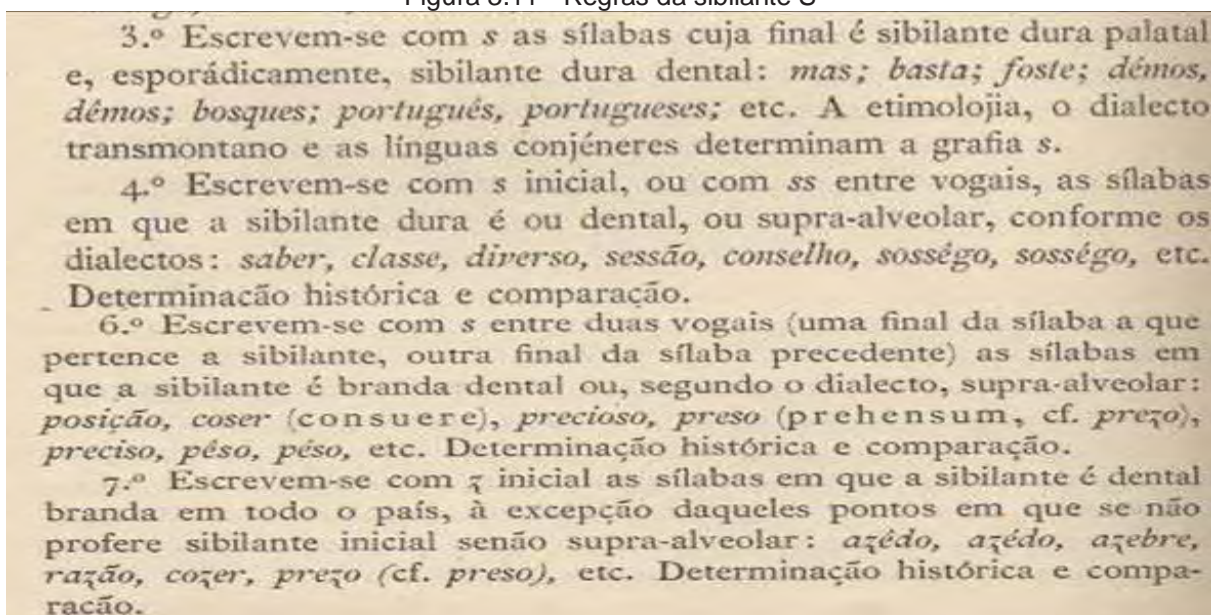 Figura 3.11 - Regras da sibilante S
3.º Escrevem-se com s as sílabas cuja final é sibilante dura palatal
e, esporádicamente, sibilante dura dental: mas; basta; foste; démos,
dêmos; bosques; português, portugueses; etc. A etimolojia, o dialecto
transmontano e as línguas conjéneres determinam a grafia s.
4.º Escrevem-se com s inicial, ou com ss entre vogais, as sílabas
em que a sibilante dura é ou dental, ou supra-alveolar, conforme os
dialectos: saber, classe, diverso, sessão, conselho, sossêgo, sosségo, etc.
Determinacão histórica e comparação.
6.º Escrevem-se com s entre duas vogais (uma final da sílaba a que
pertence a sibilante, outra final da sílaba precedente) as sílabas em
que a sibilante é branda dental ou, segundo o dialecto, supra-alveolar:
posição, coser (consuere), precioso, preso (prehensum, cf. prezo),
preciso, pêso, péso, etc. Determinação histórica e comparação.
7.º Escrevem-se com z inicial as sílabas em que a sibilante é dental
branda em todo o país, à excepção daqueles pontos em que se não
profere sibilante inicial senão supra-alveolar: azêdo, azédo, azebre,
razão, cozer, prezo (cf. preso), etc. Determinação histórica e compa-
ração.